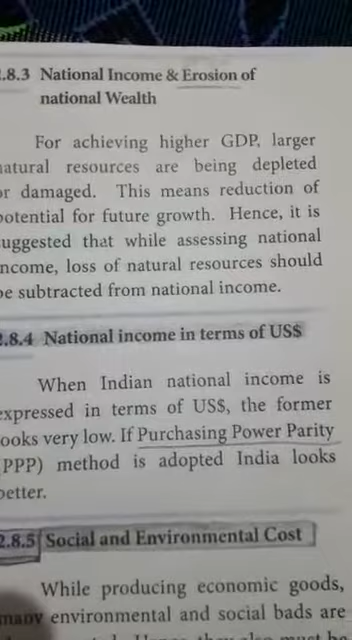 .8.3 National Income & Erosion of
national Wealth
For achieving higher GDP, larger
natural resources are being depleted
or damaged. This means reduction of
potential for future growth. Hence, it is
suggested that while assessing national
income, loss of natural resources should
be subtracted from national income.
2.8.4 National income in terms of US$
When Indian national income is
expressed in terms of US$, the former
looks very low. If Purchasing Power Parity
(PPP) method is adopted India looks
better.
2.8.5 Social and Environmental Cost
While producing economic goods,
many environmental and social bads are